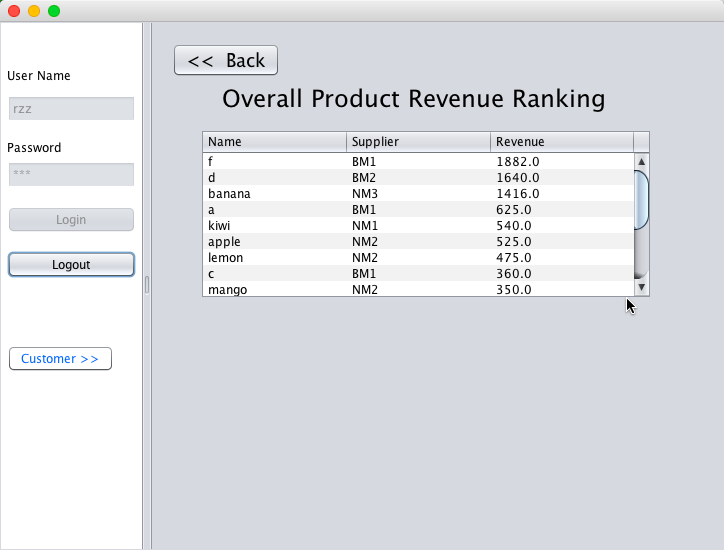 User Name
rzz
Password
***
Login
Logout
Customer >>
<< Back
Overall Product Revenue Ranking
Name Supplier Revenue
f BM1 1882.0
d BM2 1640.0
banana NM3 1416.0
a BM1 625.0
kiwi NM1 540.0
apple NM2 525.0
lemon NM2 475.0
c BM1 360.0
mango NM2 350.0